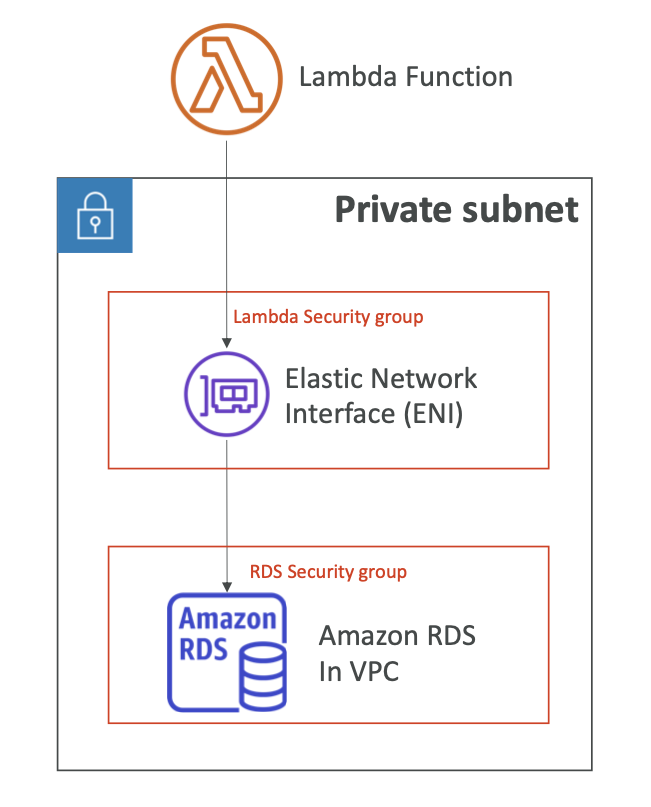 Lambda Function
Private subnet
Lambda Security group
Elastic Network
Interface (ENI)
RDS Security group
Amazon
RDS
Amazon RDS
In VPC